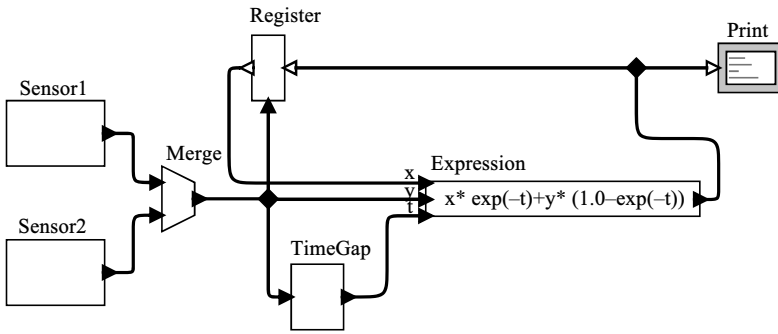 Register
Print
Sensor1
Merge
x
Expression
y
x* exp(–t)+y* (1.0–exp(–t))
t
Sensor2
TimeGap